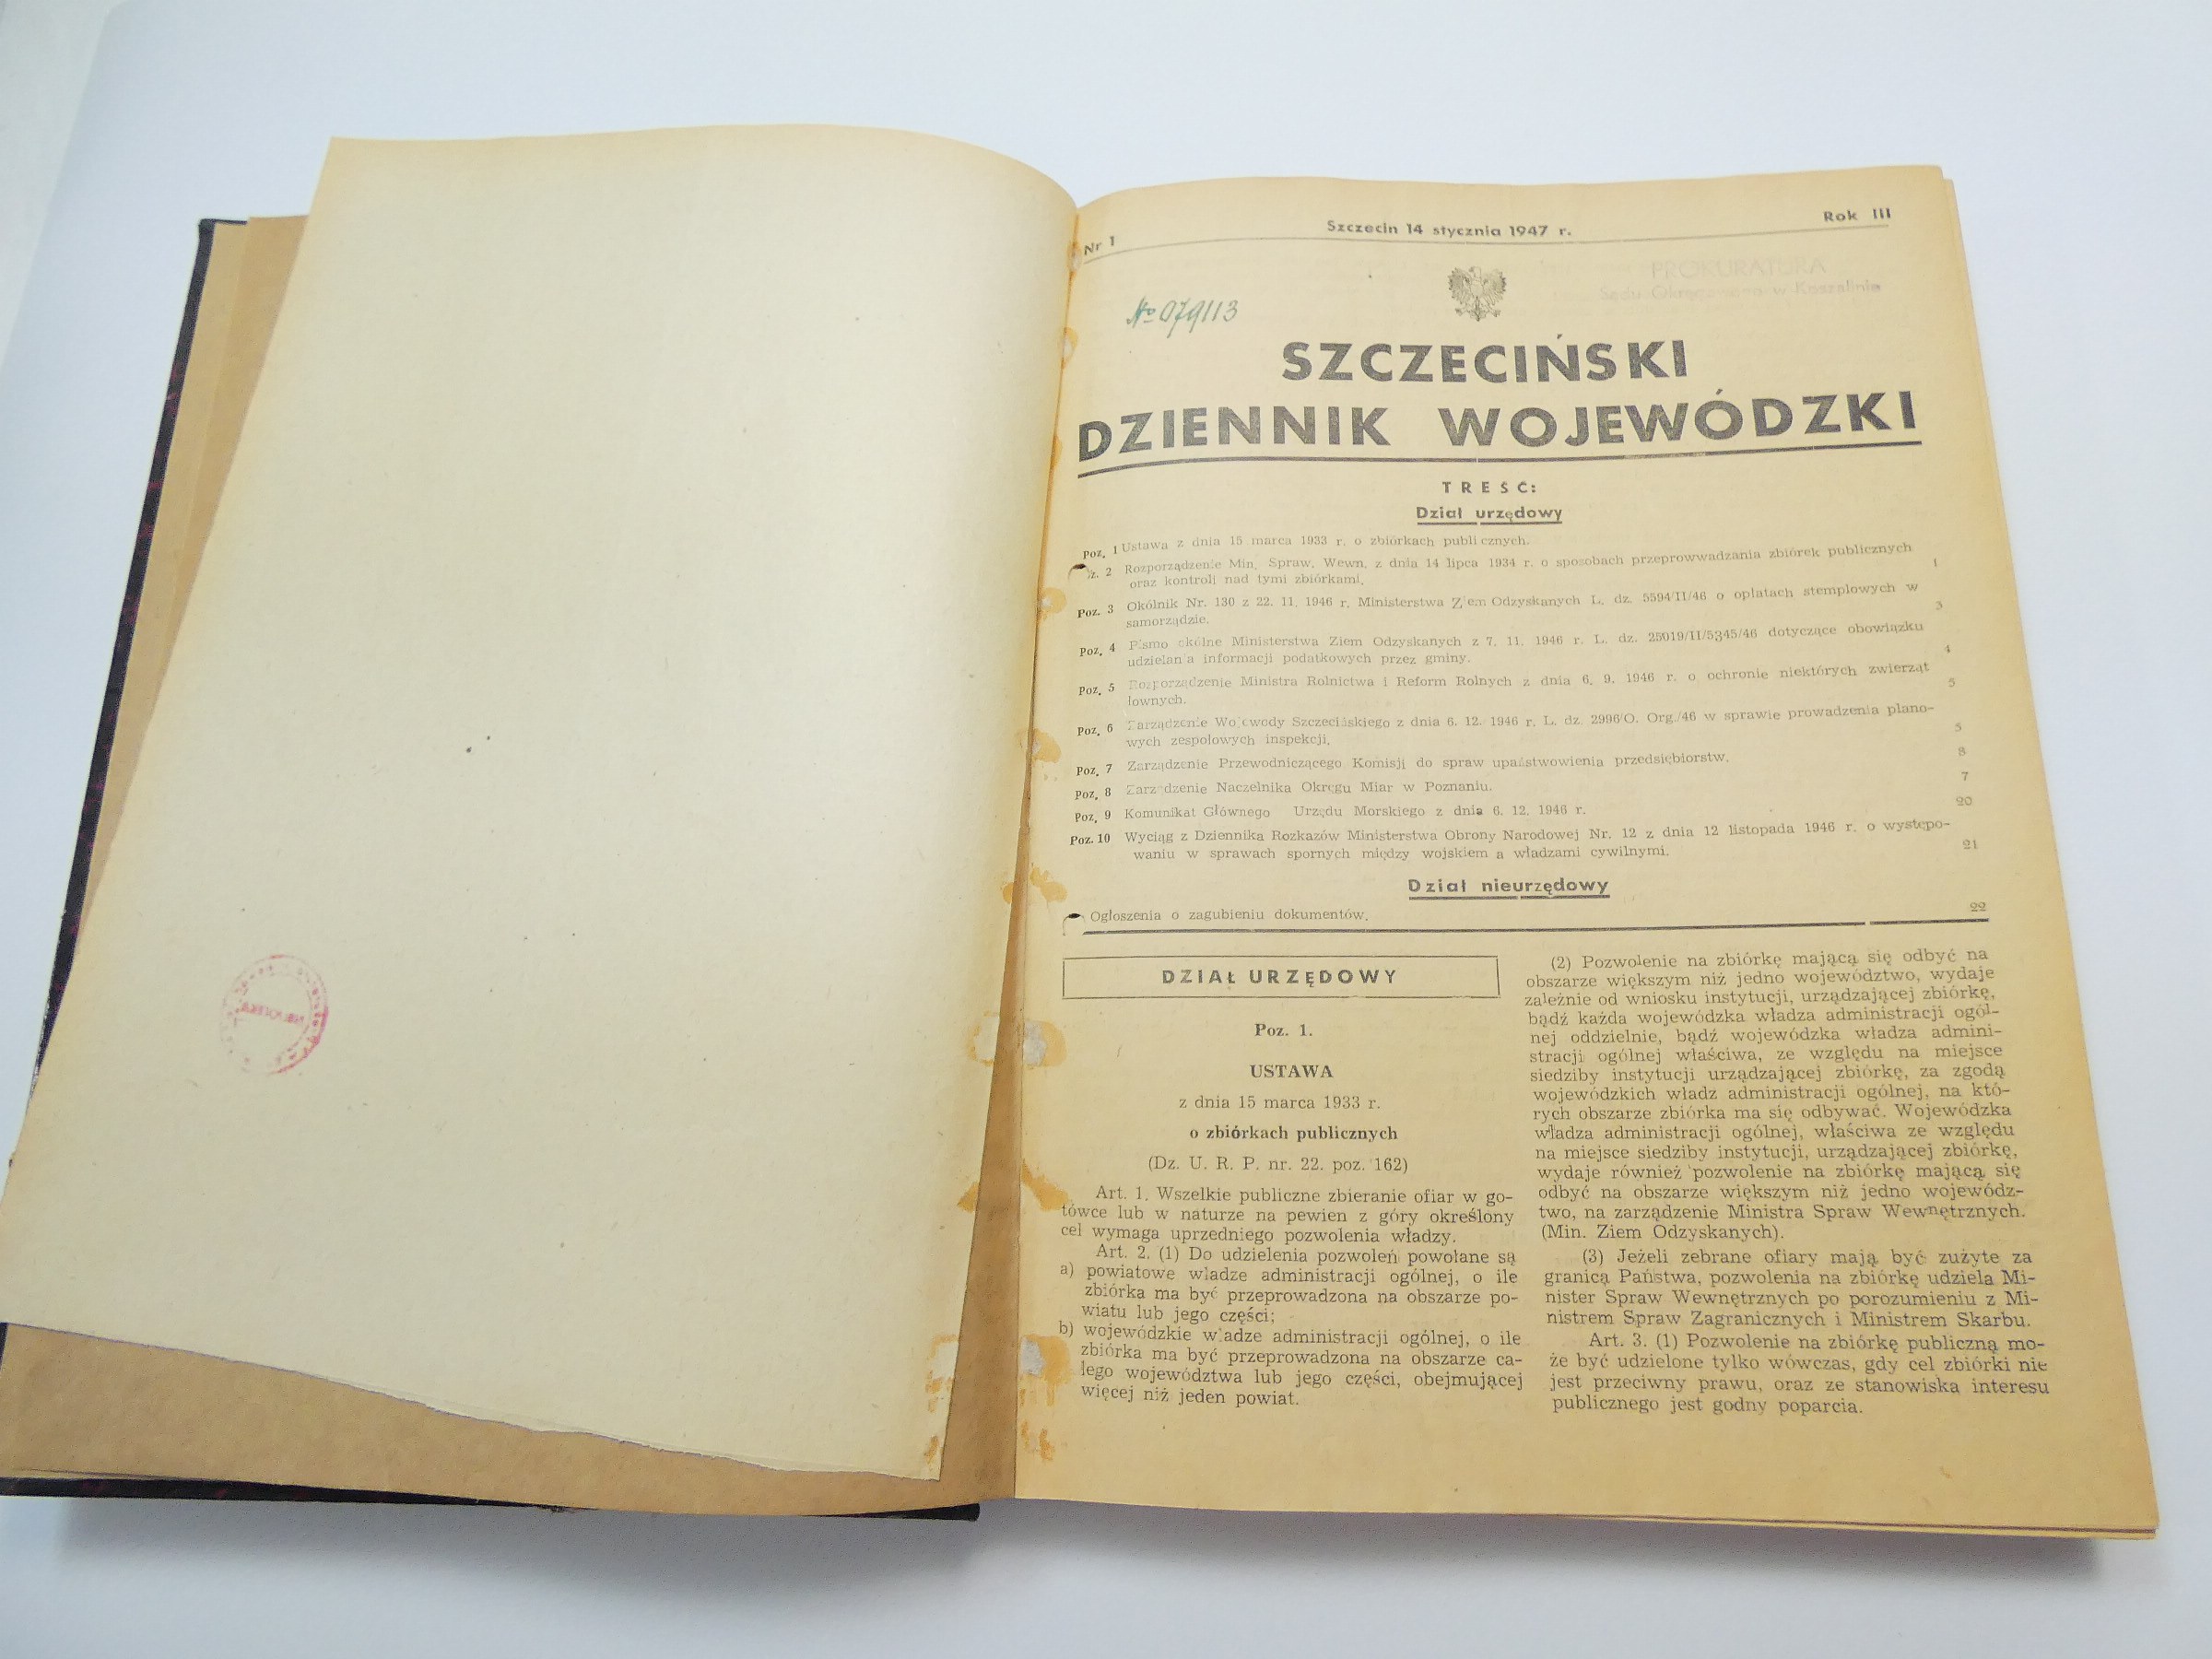 Nr 1
Szczecin 14 stycznia 1947 r.
Rok III
PROKURATURA
Sądu Okręgowego w Koszalinie
№ 079113
SZCZECIŃSKI
DZIENNIK WOJEWÓDZKI
TREŚĆ:
Dział urzędowy
Poz. 1 Ustawa z dnia 15 marca 1933 r. o zbiórkach publicznych.
z. 2 Rozporządzenie Min. Spraw. Wewn. z dnia 14 lipca 1934 r. o sposobach przeprowwadzania zbiórek publicznych
oraz kontroli nad tymi zbiórkami. 1
Poz. 3 Okólnik Nr. 130 z 22. 11. 1946 r. Ministerstwa Ziem Odzyskanych L. dz. 5594/II/46 o opłatach stemplowych w
samorządzie. 3
Poz. 4 Pismo okólne Ministerstwa Ziem Odzyskanych z 7. 11. 1946 r. L. dz. 25019/II/5345/46 dotyczące obowiązku
udzielania informacji podatkowych przez gminy. 4
Poz. 5 Rozporządzenie Ministra Rolnictwa i Reform Rolnych z dnia 6. 9. 1946 r. o ochronie niektórych zwierząt
łownych. 5
Poz. 6 Zarządzenie Wojewody Szczecińskiego z dnia 6. 12. 1946 r. L. dz. 2996/O. Org./46 w sprawie prowadzenia plano-
wych zespołowych inspekcji. 5
Poz. 7 Zarządzenie Przewodniczącego Komisji do spraw upaństwowienia przedsiębiorstw. 8
Poz. 8 Zarządzenie Naczelnika Okręgu Miar w Poznaniu. 7
Poz. 9 Komunikat Głównego Urzędu Morskiego z dnia 6. 12. 1946 r. 20
Poz. 10 Wyciąg z Dziennika Rozkazów Ministerstwa Obrony Narodowej Nr. 12 z dnia 12 listopada 1946 r. o występo-
waniu w sprawach spornych między wojskiem a władzami cywilnymi. 21
Dział nieurzędowy
Ogłoszenia o zagubieniu dokumentów. 22
DZIAŁ URZĘDOWY
Poz. 1.
USTAWA
z dnia 15 marca 1933 r.
o zbiórkach publicznych
(Dz. U. R. P. nr. 22. poz. 162)
Art. 1. Wszelkie publiczne zbieranie ofiar w go-
tówce lub w naturze na pewien z góry określony
cel wymaga uprzedniego pozwolenia władzy.
Art. 2. (1) Do udzielenia pozwoleń powołane są
a) powiatowe władze administracji ogólnej, o ile
zbiórka ma być przeprowadzona na obszarze po-
wiatu lub jego części;
b) wojewódzkie władze administracji ogólnej, o ile
zbiórka ma być przeprowadzona na obszarze ca-
łego województwa lub jego części, obejmującej
więcej niż jeden powiat.
(2) Pozwolenie na zbiórkę mającą się odbyć na
obszarze większym niż jedno województwo, wydaje
zależnie od wniosku instytucji, urządzającej zbiórkę,
bądź każda wojewódzka władza administracji ogól-
nej oddzielnie, bądź wojewódzka władza admini-
stracji ogólnej właściwa, ze względu na miejsce
siedziby instytucji urządzającej zbiórkę, za zgodą
wojewódzkich władz administracji ogólnej, na któ-
rych obszarze zbiórka ma się odbywać. Wojewódzka
władza administracji ogólnej, właściwa ze względu
na miejsce siedziby instytucji, urządzającej zbiórkę,
wydaje również pozwolenie na zbiórkę mającą się
odbyć na obszarze większym niż jedno wojewódz-
two, na zarządzenie Ministra Spraw Wewnętrznych.
(Min. Ziem Odzyskanych).
(3) Jeżeli zebrane ofiary mają być zużyte za
granicą Państwa, pozwolenia na zbiórkę udziela Mi-
nister Spraw Wewnętrznych po porozumieniu z Mi-
nistrem Spraw Zagranicznych i Ministrem Skarbu.
Art. 3. (1) Pozwolenie na zbiórkę publiczną mo-
że być udzielone tylko wówczas, gdy cel zbiórki nie
jest przeciwny prawu, oraz ze stanowiska interesu
publicznego jest godny poparcia.